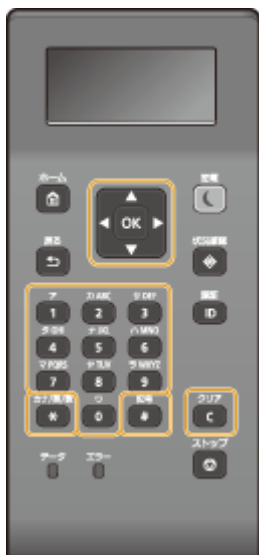 ホーム
節電
OK
戻る
状況確認
ア
カ/ABC
サ/DEF
認証
1
2
3
ID
タ/GHI
ナ/JKL
ハ/MNO
4
5
6
マ/PQRS
ヤ/TUV
ラ/WXYZ
7
8
9
カナ/英/数
ワ
記号
クリア
*
0
#
C
ストップ
データ
エラー